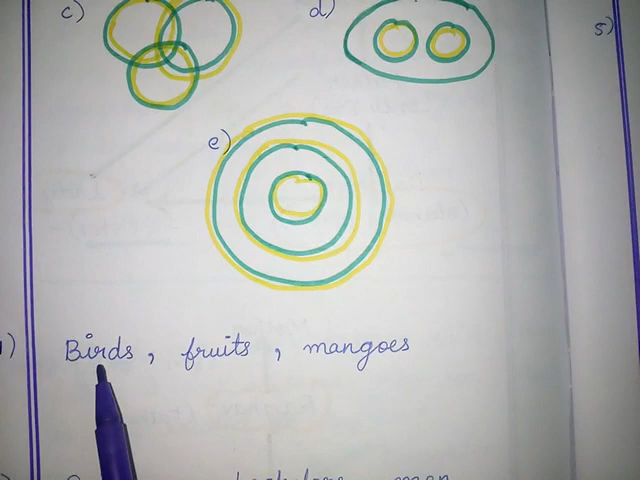 c) d) 5)
e)
) Birds, fruits, mangoes
)